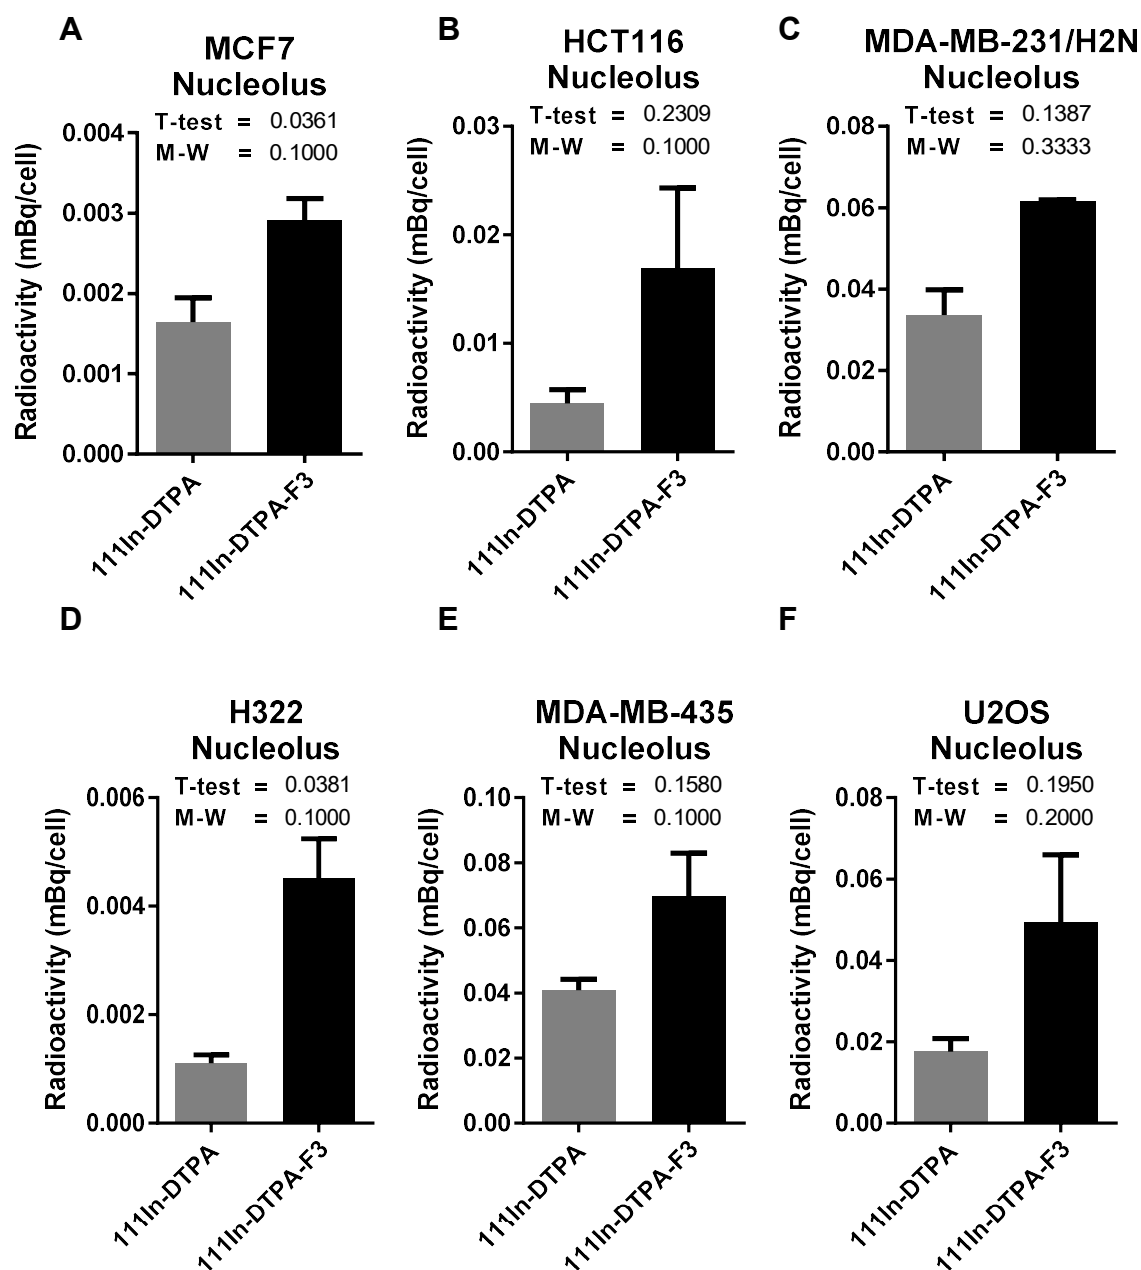 A
MCF7
Nucleolus
T-test = 0.0361
M-W = 0.1000
Radioactivity (mBq/cell)
0.004
0.003
0.002
0.001
0.000
111In-DTPA
111In-DTPA-F3
B
HCT116
Nucleolus
T-test = 0.2309
M-W = 0.1000
Radioactivity (mBq/cell)
0.03
0.02
0.01
0.00
111In-DTPA
111In-DTPA-F3
C
MDA-MB-231/H2N
Nucleolus
T-test = 0.1387
M-W = 0.3333
Radioactivity (mBq/cell)
0.08
0.06
0.04
0.02
0.00
111In-DTPA
111In-DTPA-F3
D
H322
Nucleolus
T-test = 0.0381
M-W = 0.1000
Radioactivity (mBq/cell)
0.006
0.004
0.002
0.000
111In-DTPA
111In-DTPA-F3
E
MDA-MB-435
Nucleolus
T-test = 0.1580
M-W = 0.1000
Radioactivity (mBq/cell)
0.10
0.08
0.06
0.04
0.02
0.00
111In-DTPA
111In-DTPA-F3
F
U2OS
Nucleolus
T-test = 0.1950
M-W = 0.2000
Radioactivity (mBq/cell)
0.08
0.06
0.04
0.02
0.00
111In-DTPA
111In-DTPA-F3